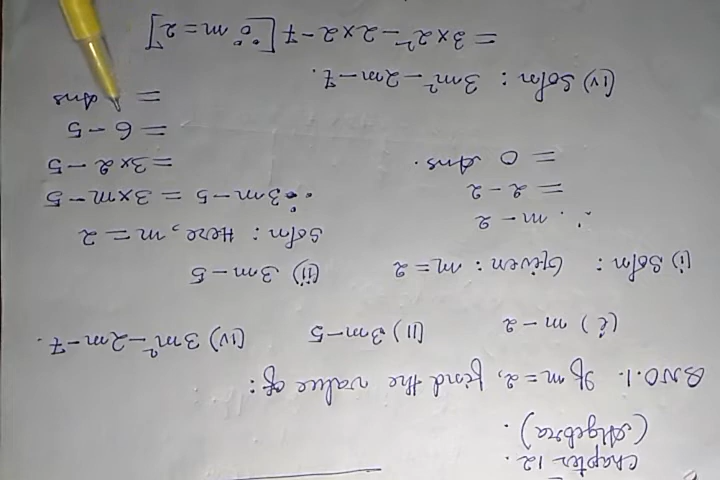 Chapter 12.
(Algebra).
Q.NO.1. If m=2, find the value of:
(i) m-2 (ii) 3m-5 (iv) 3m²-2m-7.
(i) Soln: Given: m=2
∴ m-2
= 2-2
= 0 Ans.
(ii) 3m-5
Soln: Here, m=2
∴ 3m-5 = 3×m-5
= 3×2-5
= 6-5
= Ans
(iv) Soln: 3m²-2m-7.
= 3×2²-2×2-7 [∵ m=2]